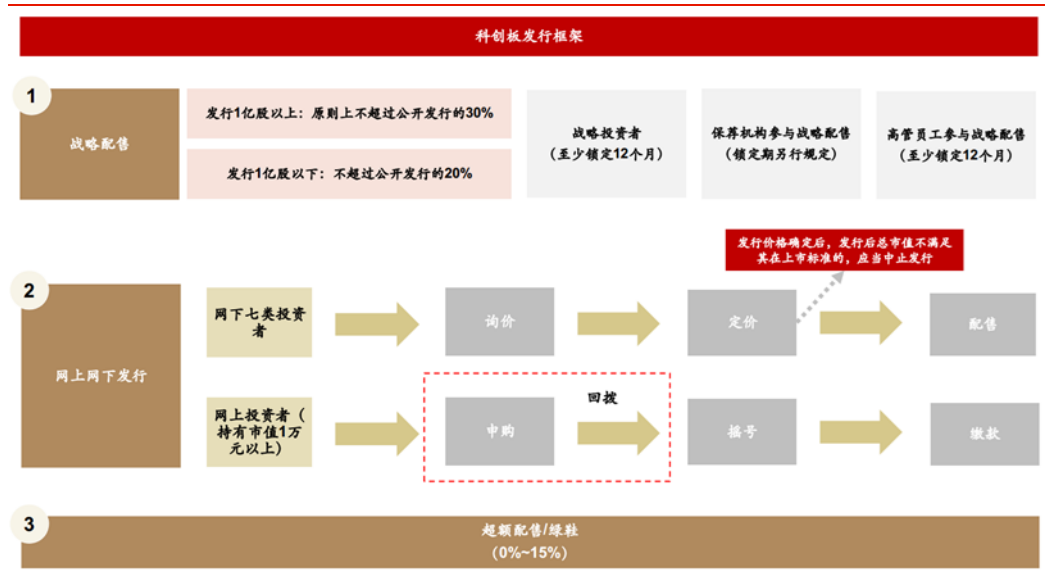 科创板发行框架
1
战略配售
发行1亿股以上：原则上不超过公开发行的30%
发行1亿股以下：不超过公开发行的20%
战略投资者
（至少锁定12个月）
保荐机构参与战略配售
（锁定期另行规定）
高管员工参与战略配售
（至少锁定12个月）
发行价格确定后，发行后总市值不满足
其在上市标准的，应当中止发行
2
网上网下发行
网下七类投资
者
询价
定价
配售
网上投资者（
持有市值1万
元以上）
申购
回拨
摇号
缴款
3
超额配售/绿鞋
（0%~15%）